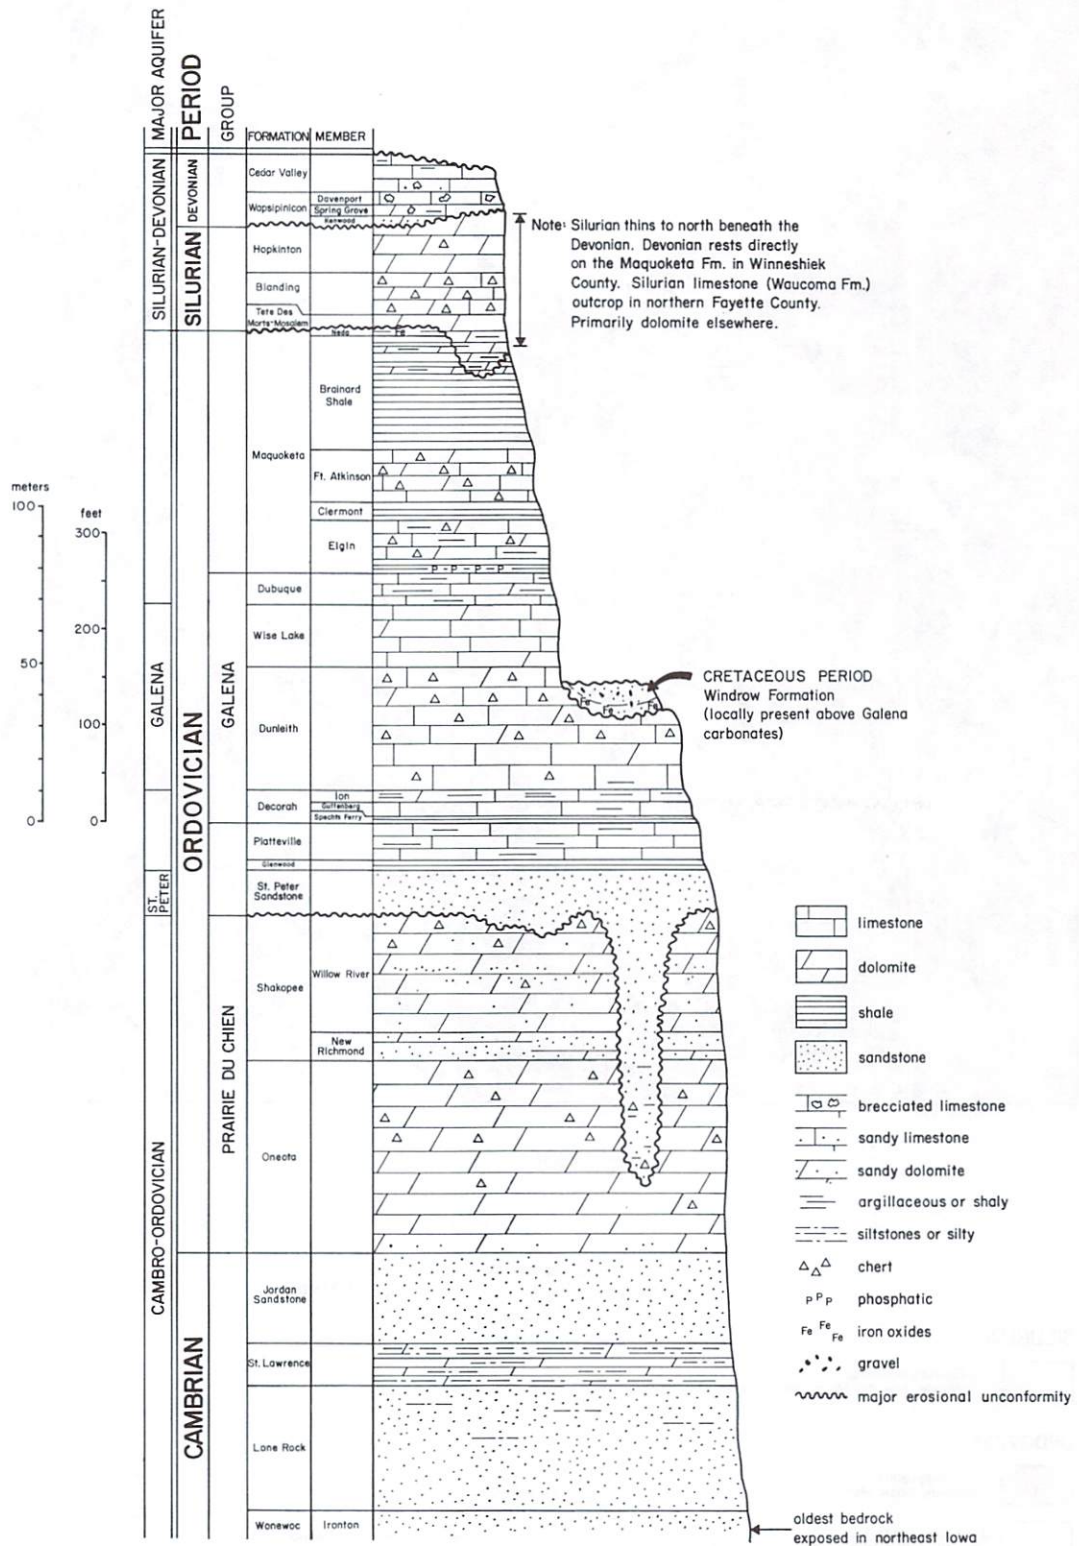 MAJOR AQUIFER
PERIOD
GROUP
FORMATION
MEMBER
SILURIAN-DEVONIAN
GALENA
ST. PETER
CAMBRO-ORDOVICIAN
DEVONIAN
SILURIAN
ORDOVICIAN
CAMBRIAN
GALENA
PRAIRIE DU CHIEN
Cedar Valley
Wapsipinicon
Davenport
Spring Grove
Kenwood
Hopkinton
Blanding
Tete Des
Morts-Mosalem
Maquoketa
Neda
Brainard
Shale
Ft. Atkinson
Clermont
Elgin
Dubuque
Wise Lake
Dunleith
Decorah
Ion
Guttenberg
Spechts Ferry
Platteville
Glenwood
St. Peter
Sandstone
Shakopee
Willow River
New
Richmond
Oneota
Jordan
Sandstone
St. Lawrence
Lone Rock
Wonewoc
Ironton
Fe
P - P - P - P
Fe Fe Fe
Note: Silurian thins to north beneath the
Devonian. Devonian rests directly
on the Maquoketa Fm. in Winneshiek
County. Silurian limestone (Waucoma Fm.)
outcrop in northern Fayette County.
Primarily dolomite elsewhere.
meters
100
50
0
feet
300
200
100
0
CRETACEOUS PERIOD
Windrow Formation
(locally present above Galena
carbonates)
limestone
dolomite
shale
sandstone
brecciated limestone
sandy limestone
sandy dolomite
argillaceous or shaly
siltstones or silty
chert
P P P phosphatic
Fe Fe Fe iron oxides
gravel
major erosional unconformity
oldest bedrock
exposed in northeast Iowa